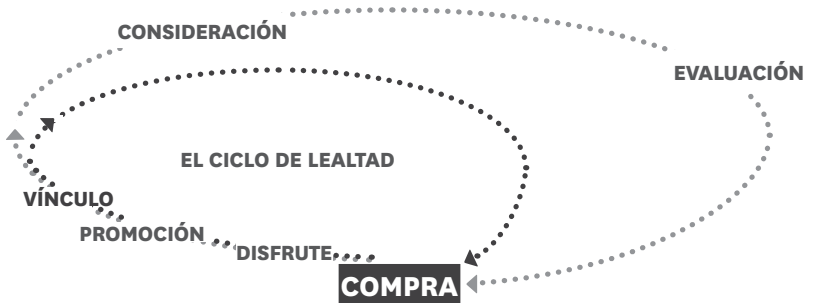 CONSIDERACIÓN
EVALUACIÓN
EL CICLO DE LEALTAD
VÍNCULO
PROMOCIÓN
DISFRUTE
COMPRA